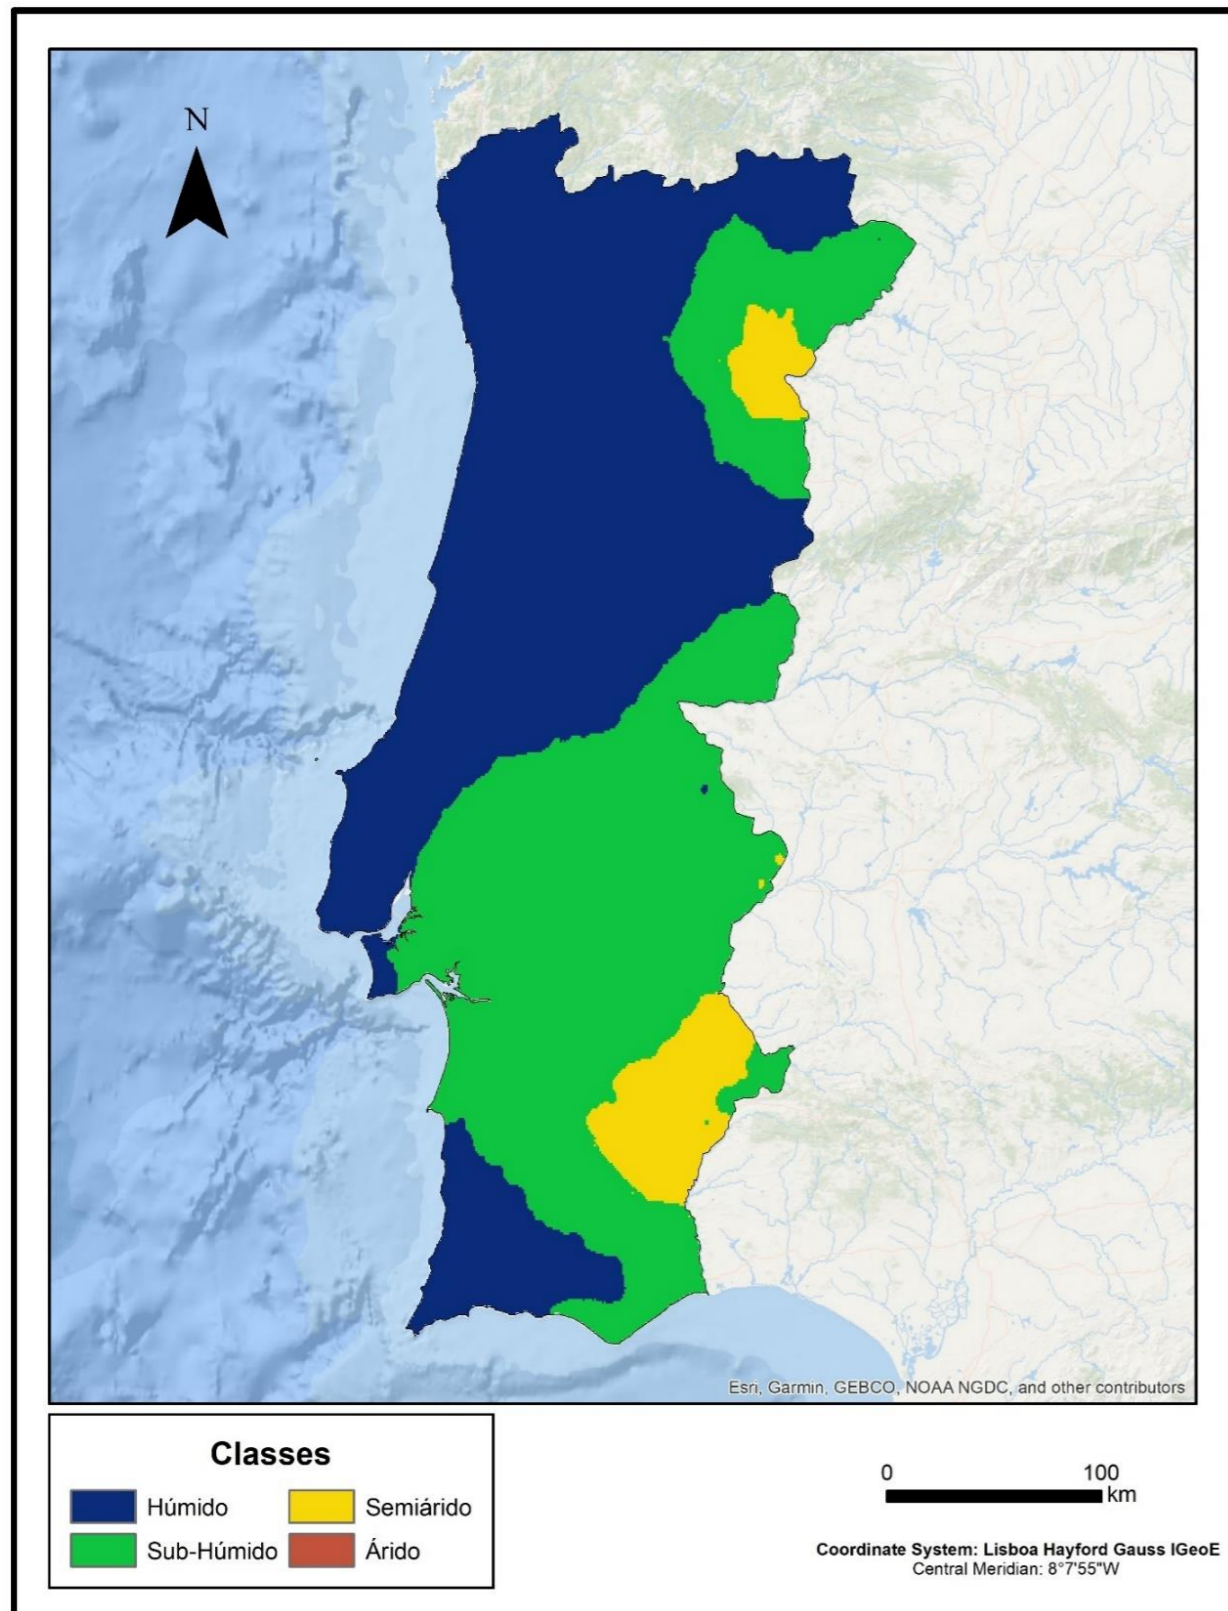 N
Esri, Garmin, GEBCO, NOAA NGDC, and other contributors
Classes
Húmido
Semiárido
Sub-Húmido
Árido
0 100
km
Coordinate System: Lisboa Hayford Gauss IGeoE
Central Meridian: 8°7'55"W